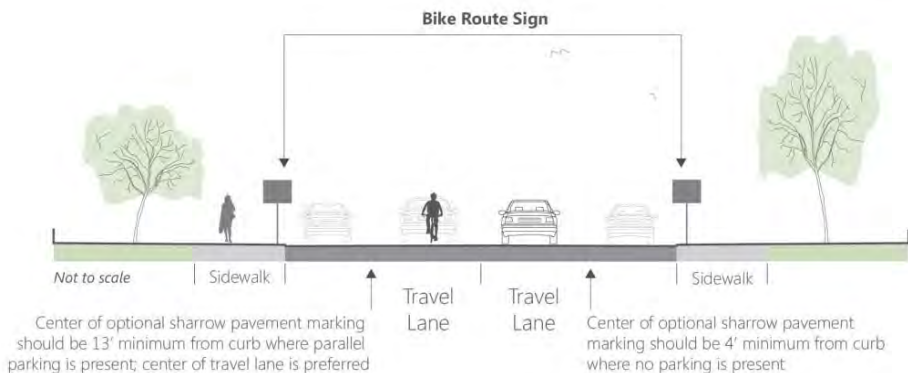 Bike Route Sign
Not to scale
Sidewalk
Travel
Lane
Travel
Lane
Sidewalk
Center of optional sharrow pavement marking
should be 13' minimum from curb where parallel
parking is present; center of travel lane is preferred
Center of optional sharrow pavement
marking should be 4' minimum from curb
where no parking is present